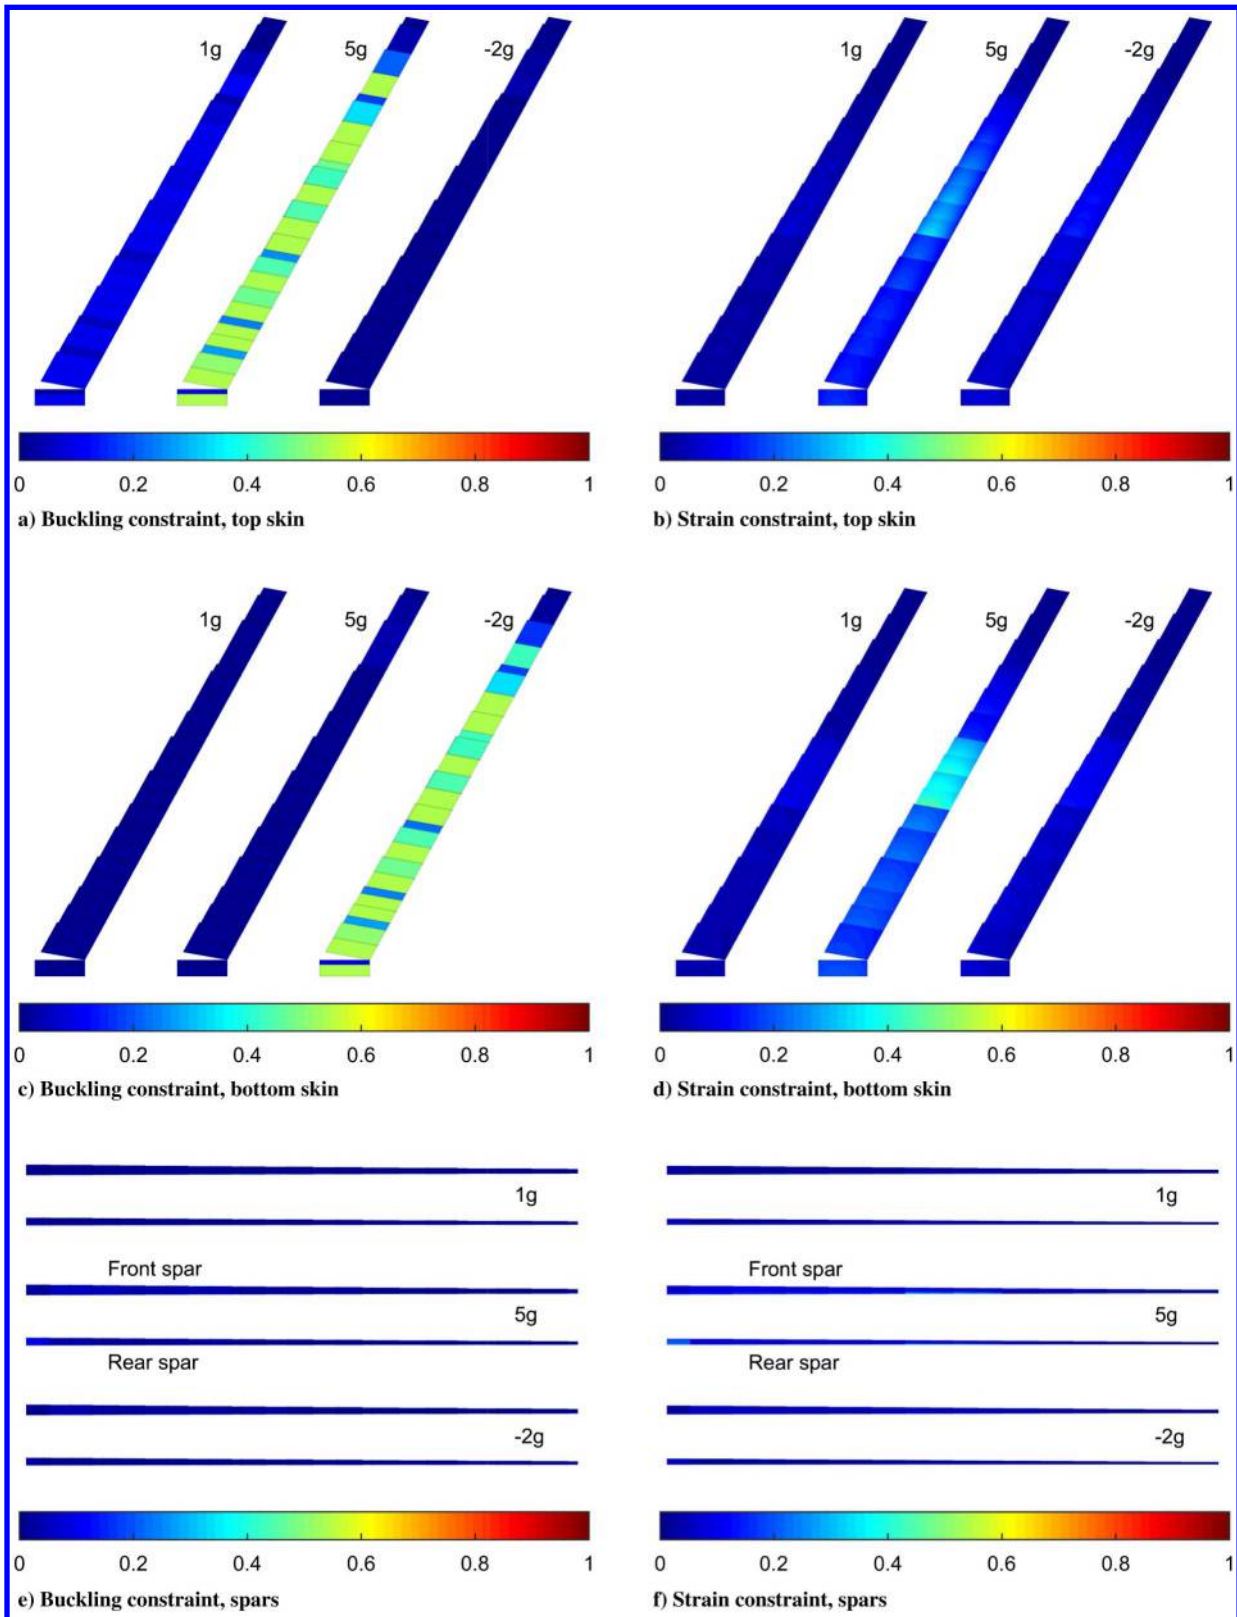 1g 5g -2g 1g 5g -2g
0 0.2 0.4 0.6 0.8 1 0 0.2 0.4 0.6 0.8 1
a) Buckling constraint, top skin b) Strain constraint, top skin
1g 5g -2g 1g 5g -2g
0 0.2 0.4 0.6 0.8 1 0 0.2 0.4 0.6 0.8 1
c) Buckling constraint, bottom skin d) Strain constraint, bottom skin
1g 1g
Front spar Front spar
5g 5g
Rear spar Rear spar
-2g -2g
0 0.2 0.4 0.6 0.8 1 0 0.2 0.4 0.6 0.8 1
e) Buckling constraint, spars f) Strain constraint, spars